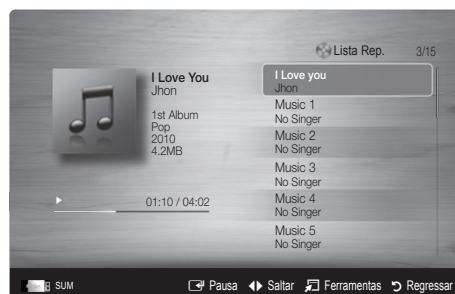 Lista Rep. 3/15
I Love You
Jhon
1st Album
Pop
2010
4.2MB
01:10 / 04:02
I Love you
Jhon
Music 1
No Singer
Music 2
No Singer
Music 3
No Singer
Music 4
No Singer
Music 5
No Singer
SUM Pausa Saltar Ferramentas Regressar